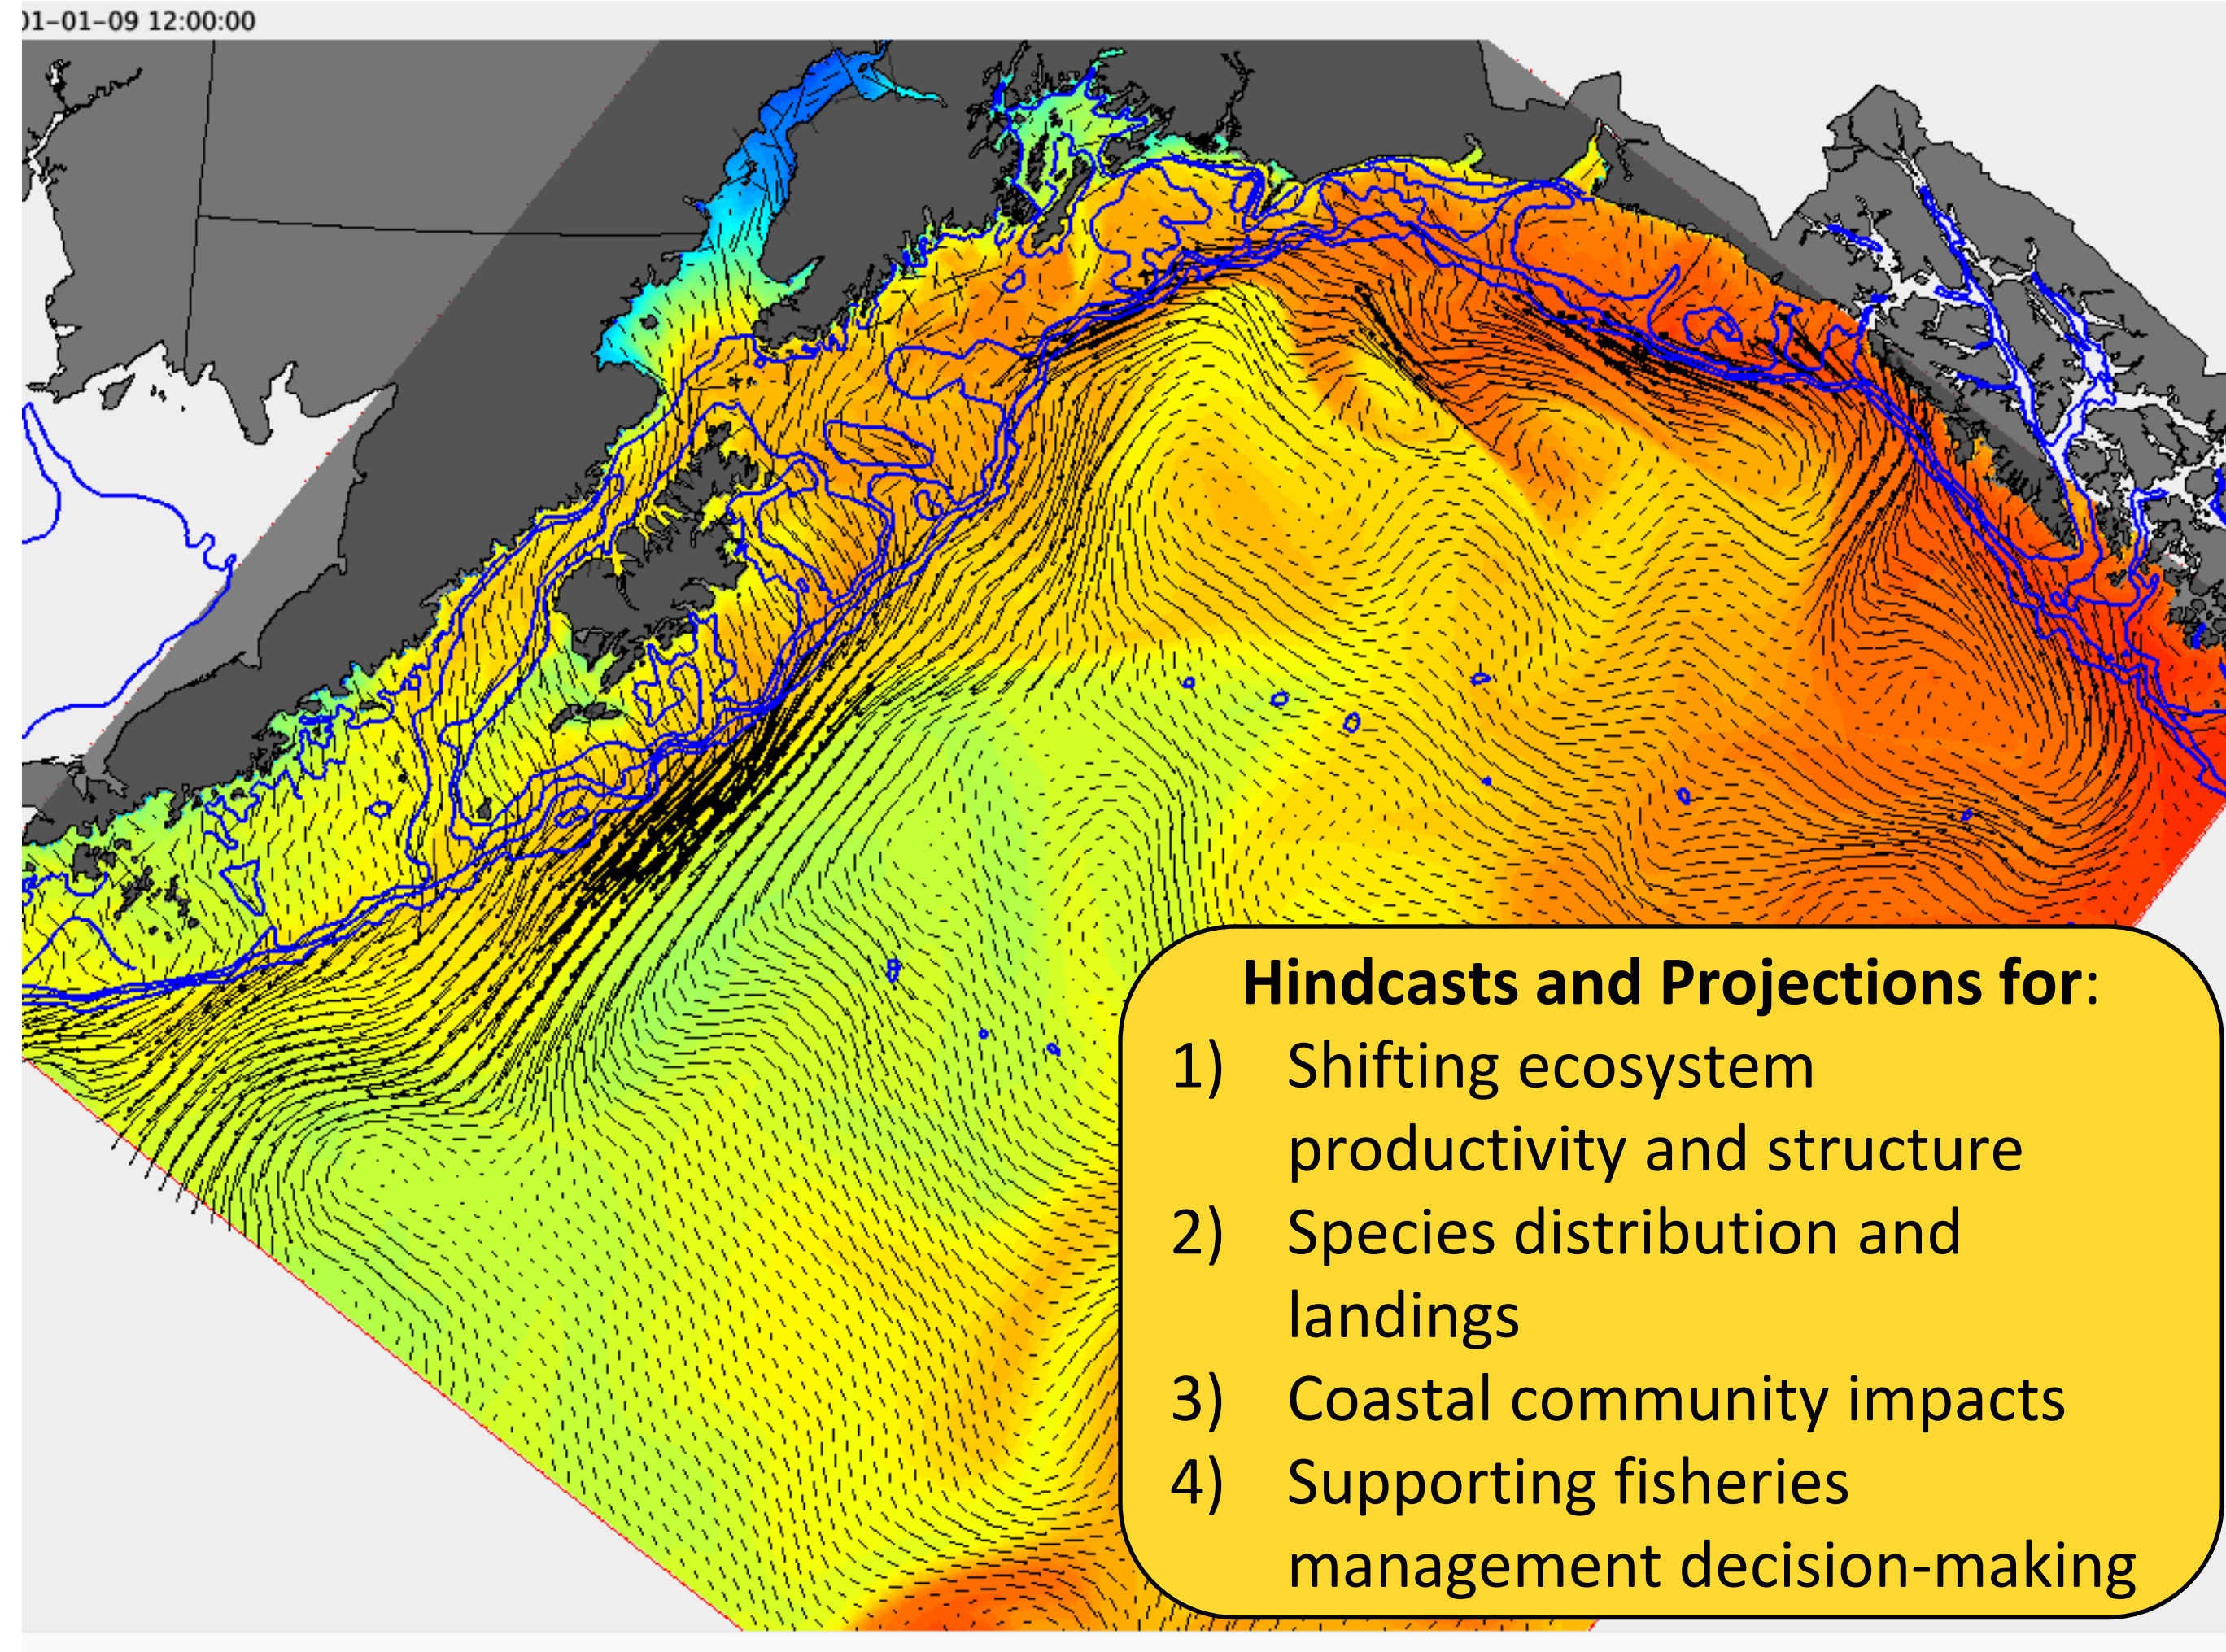 01-01-09 12:00:00
Hindcasts and Projections for:
1) Shifting ecosystem
productivity and structure
2) Species distribution and
landings
3) Coastal community impacts
4) Supporting fisheries
management decision-making